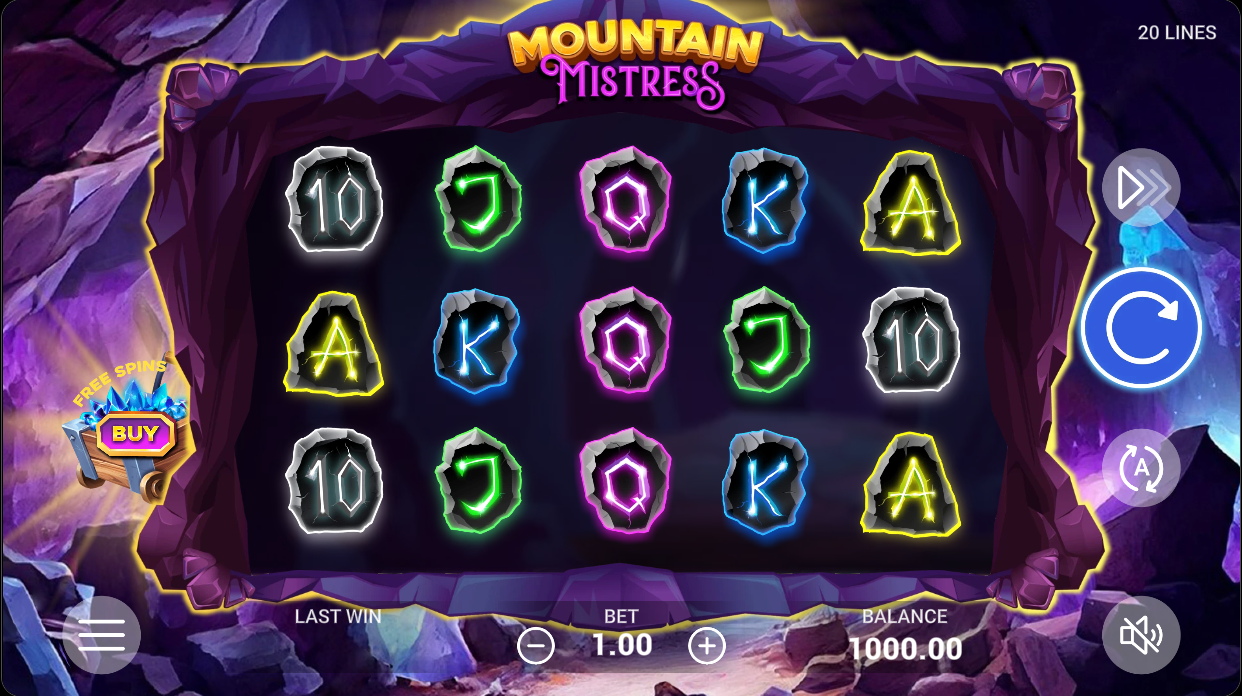 MOUNTAIN
MISTRESS
20 LINES
10 J Q K A
A K Q J 10
10 J Q K A
FREE SPINS
BUY
A
LAST WIN
BET
1.00
BALANCE
1000.00